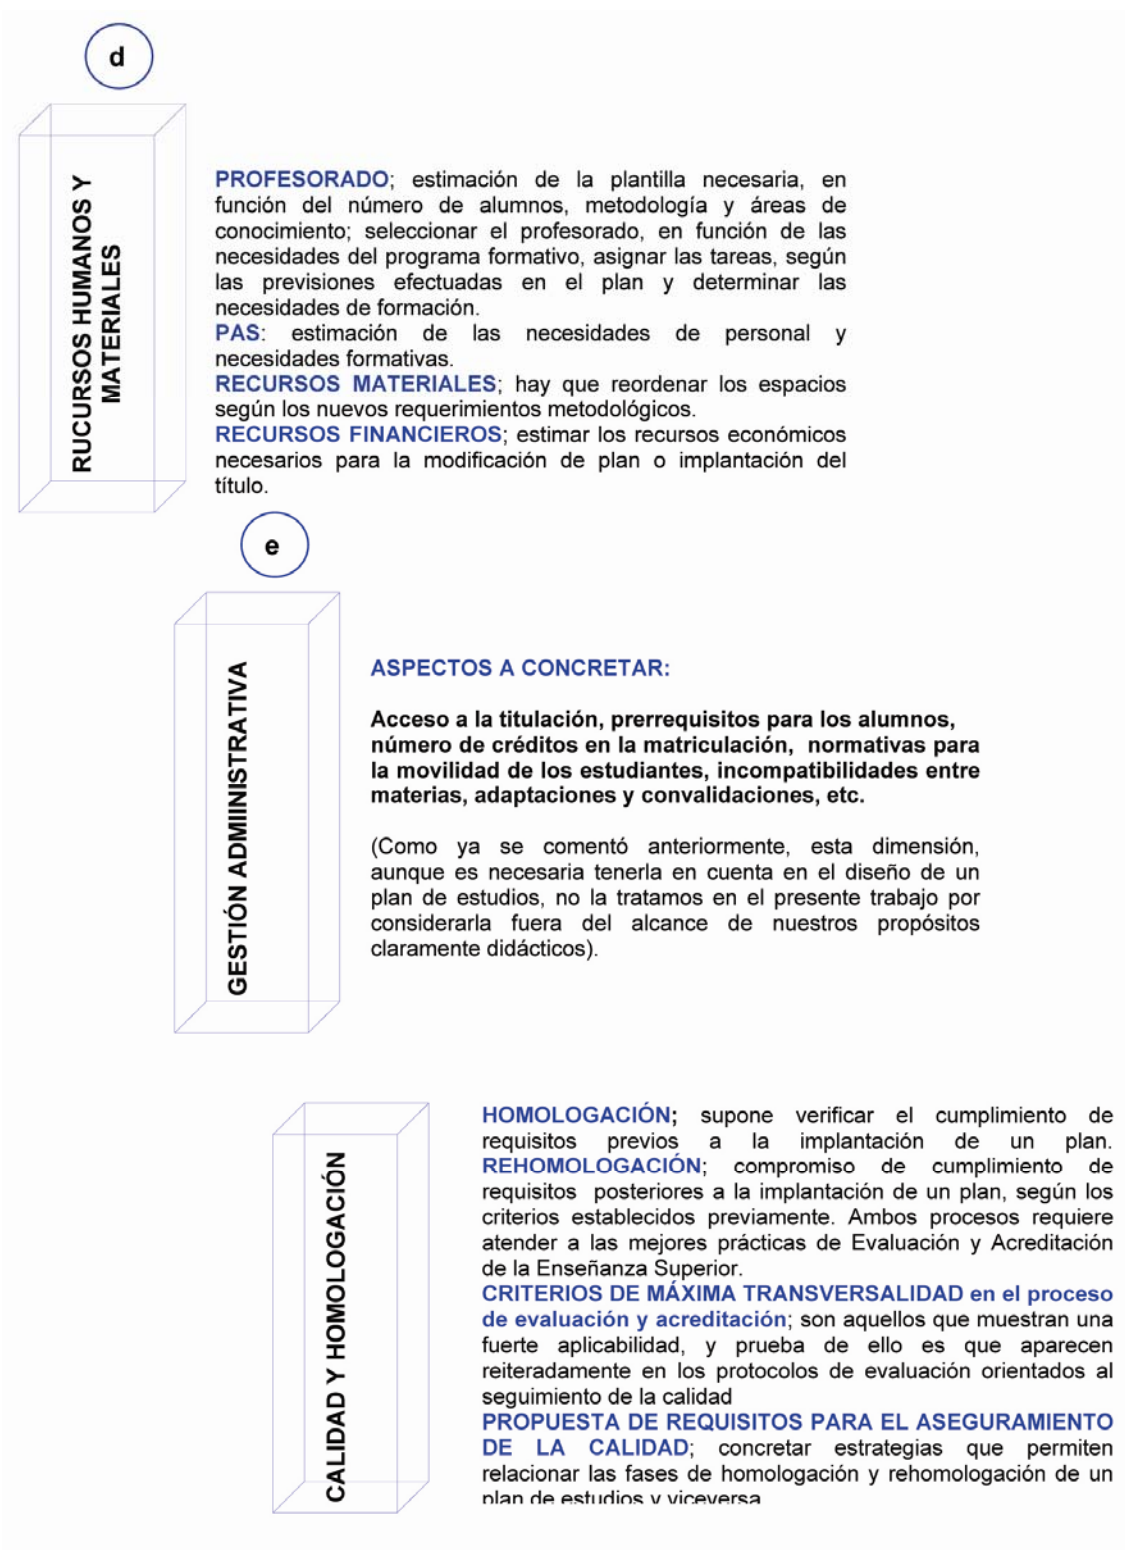 d
RUCURSOS HUMANOS Y
MATERIALES
PROFESORADO; estimación de la plantilla necesaria, en
función del número de alumnos, metodología y áreas de
conocimiento; seleccionar el profesorado, en función de las
necesidades del programa formativo, asignar las tareas, según
las previsiones efectuadas en el plan y determinar las
necesidades de formación.
PAS: estimación de las necesidades de personal y
necesidades formativas.
RECURSOS MATERIALES; hay que reordenar los espacios
según los nuevos requerimientos metodológicos.
RECURSOS FINANCIEROS; estimar los recursos económicos
necesarios para la modificación de plan o implantación del
título.
e
GESTIÓN ADMIINISTRATIVA
ASPECTOS A CONCRETAR:
Acceso a la titulación, prerrequisitos para los alumnos,
número de créditos en la matriculación, normativas para
la movilidad de los estudiantes, incompatibilidades entre
materias, adaptaciones y convalidaciones, etc.
(Como ya se comentó anteriormente, esta dimensión,
aunque es necesaria tenerla en cuenta en el diseño de un
plan de estudios, no la tratamos en el presente trabajo por
considerarla fuera del alcance de nuestros propósitos
claramente didácticos).
CALIDAD Y HOMOLOGACIÓN
HOMOLOGACIÓN; supone verificar el cumplimiento de
requisitos previos a la implantación de un plan.
REHOMOLOGACIÓN; compromiso de cumplimiento de
requisitos posteriores a la implantación de un plan, según los
criterios establecidos previamente. Ambos procesos requiere
atender a las mejores prácticas de Evaluación y Acreditación
de la Enseñanza Superior.
CRITERIOS DE MÁXIMA TRANSVERSALIDAD en el proceso
de evaluación y acreditación; son aquellos que muestran una
fuerte aplicabilidad, y prueba de ello es que aparecen
reiteradamente en los protocolos de evaluación orientados al
seguimiento de la calidad
PROPUESTA DE REQUISITOS PARA EL ASEGURAMIENTO
DE LA CALIDAD; concretar estrategias que permiten
relacionar las fases de homologación y rehomologación de un
plan de estudios y viceversa